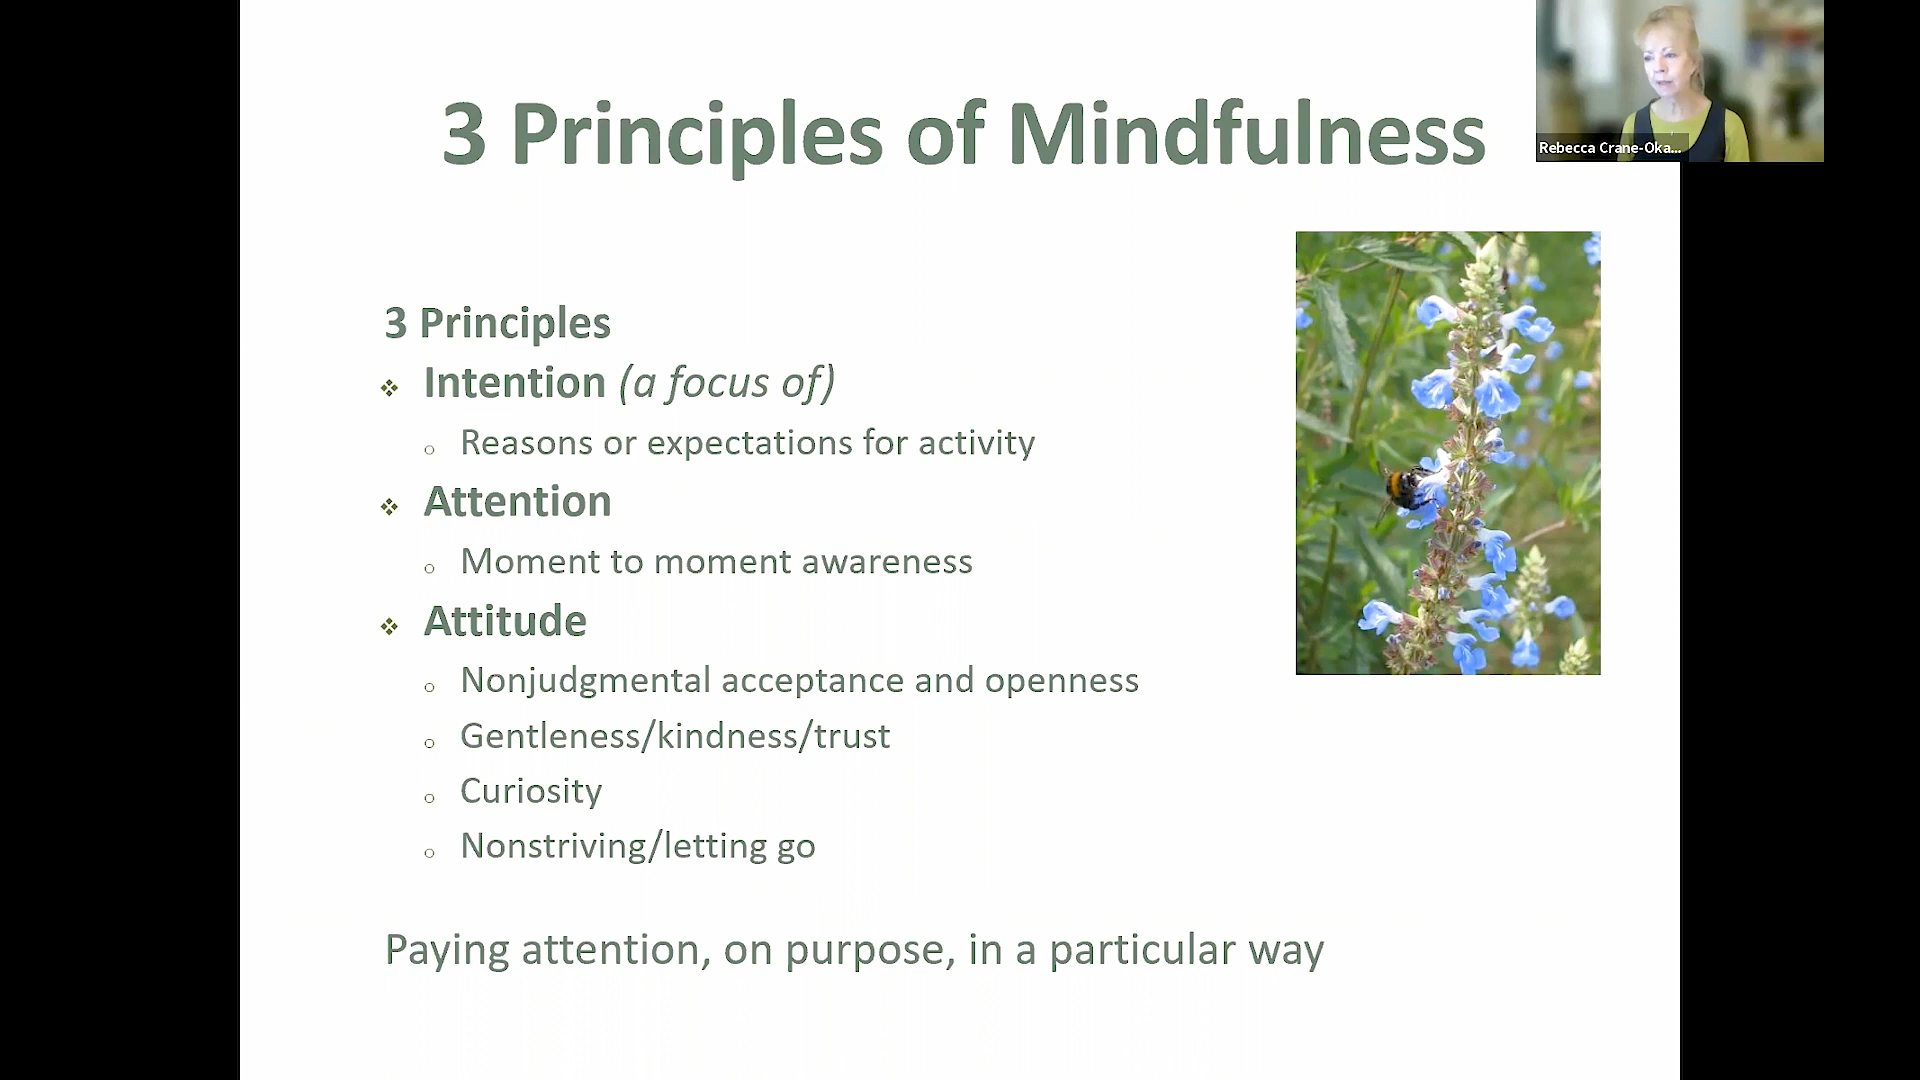 3 Principles of Mindfulness
Rebecca Crane-Oka...
3 Principles
Intention (a focus of)
Reasons or expectations for activity
Attention
Moment to moment awareness
Attitude
Nonjudgmental acceptance and openness
Gentleness/kindness/trust
Curiosity
Nonstriving/letting go
Paying attention, on purpose, in a particular way